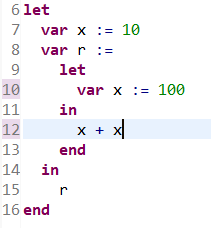 6 let
7   var x := 10
8   var r :=
9     let
10       var x := 100
11     in
12       x + x
13     end
14   in
15     r
16 end